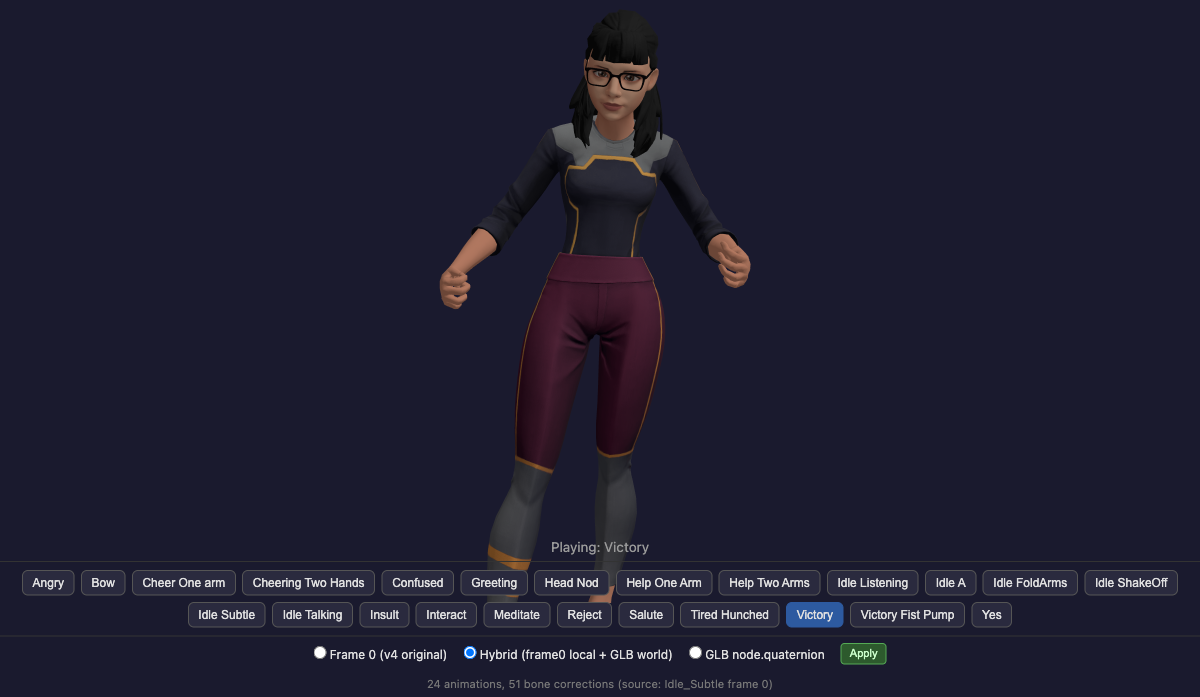 Playing: Victory
Angry Bow Cheer One arm Cheering Two Hands Confused Greeting Head Nod Help One Arm Help Two Arms Idle Listening Idle A Idle FoldArms Idle ShakeOff
Idle Subtle Idle Talking Insult Interact Meditate Reject Salute Tired Hunched Victory Victory Fist Pump Yes
Frame 0 (v4 original) Hybrid (frame0 local + GLB world) GLB node.quaternion Apply
24 animations, 51 bone corrections (source: Idle_Subtle frame 0)